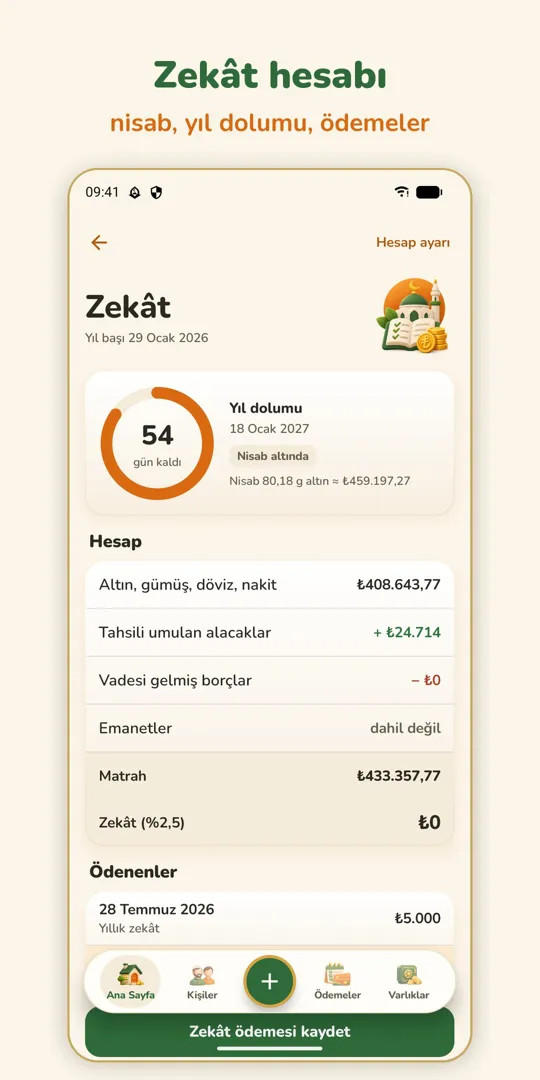 Zekât hesabı
nisab, yıl dolumu, ödemeler
09:41
Hesap ayarı
Zekât
Yıl başı 29 Ocak 2026
54
gün kaldı
Yıl dolumu
18 Ocak 2027
Nisab altında
Nisab 80,18 g altın ≈ ₺459.197,27
Hesap
Altın, gümüş, döviz, nakit ₺408.643,77
Tahsili umulan alacaklar + ₺24.714
Vadesi gelmiş borçlar − ₺0
Emanetler dahil değil
Matrah ₺433.357,77
Zekât (%2,5) ₺0
Ödenenler
28 Temmuz 2026 ₺5.000
Yıllık zekât
Ana Sayfa Kişiler + Ödemeler Varlıklar
Zekât ödemesi kaydet